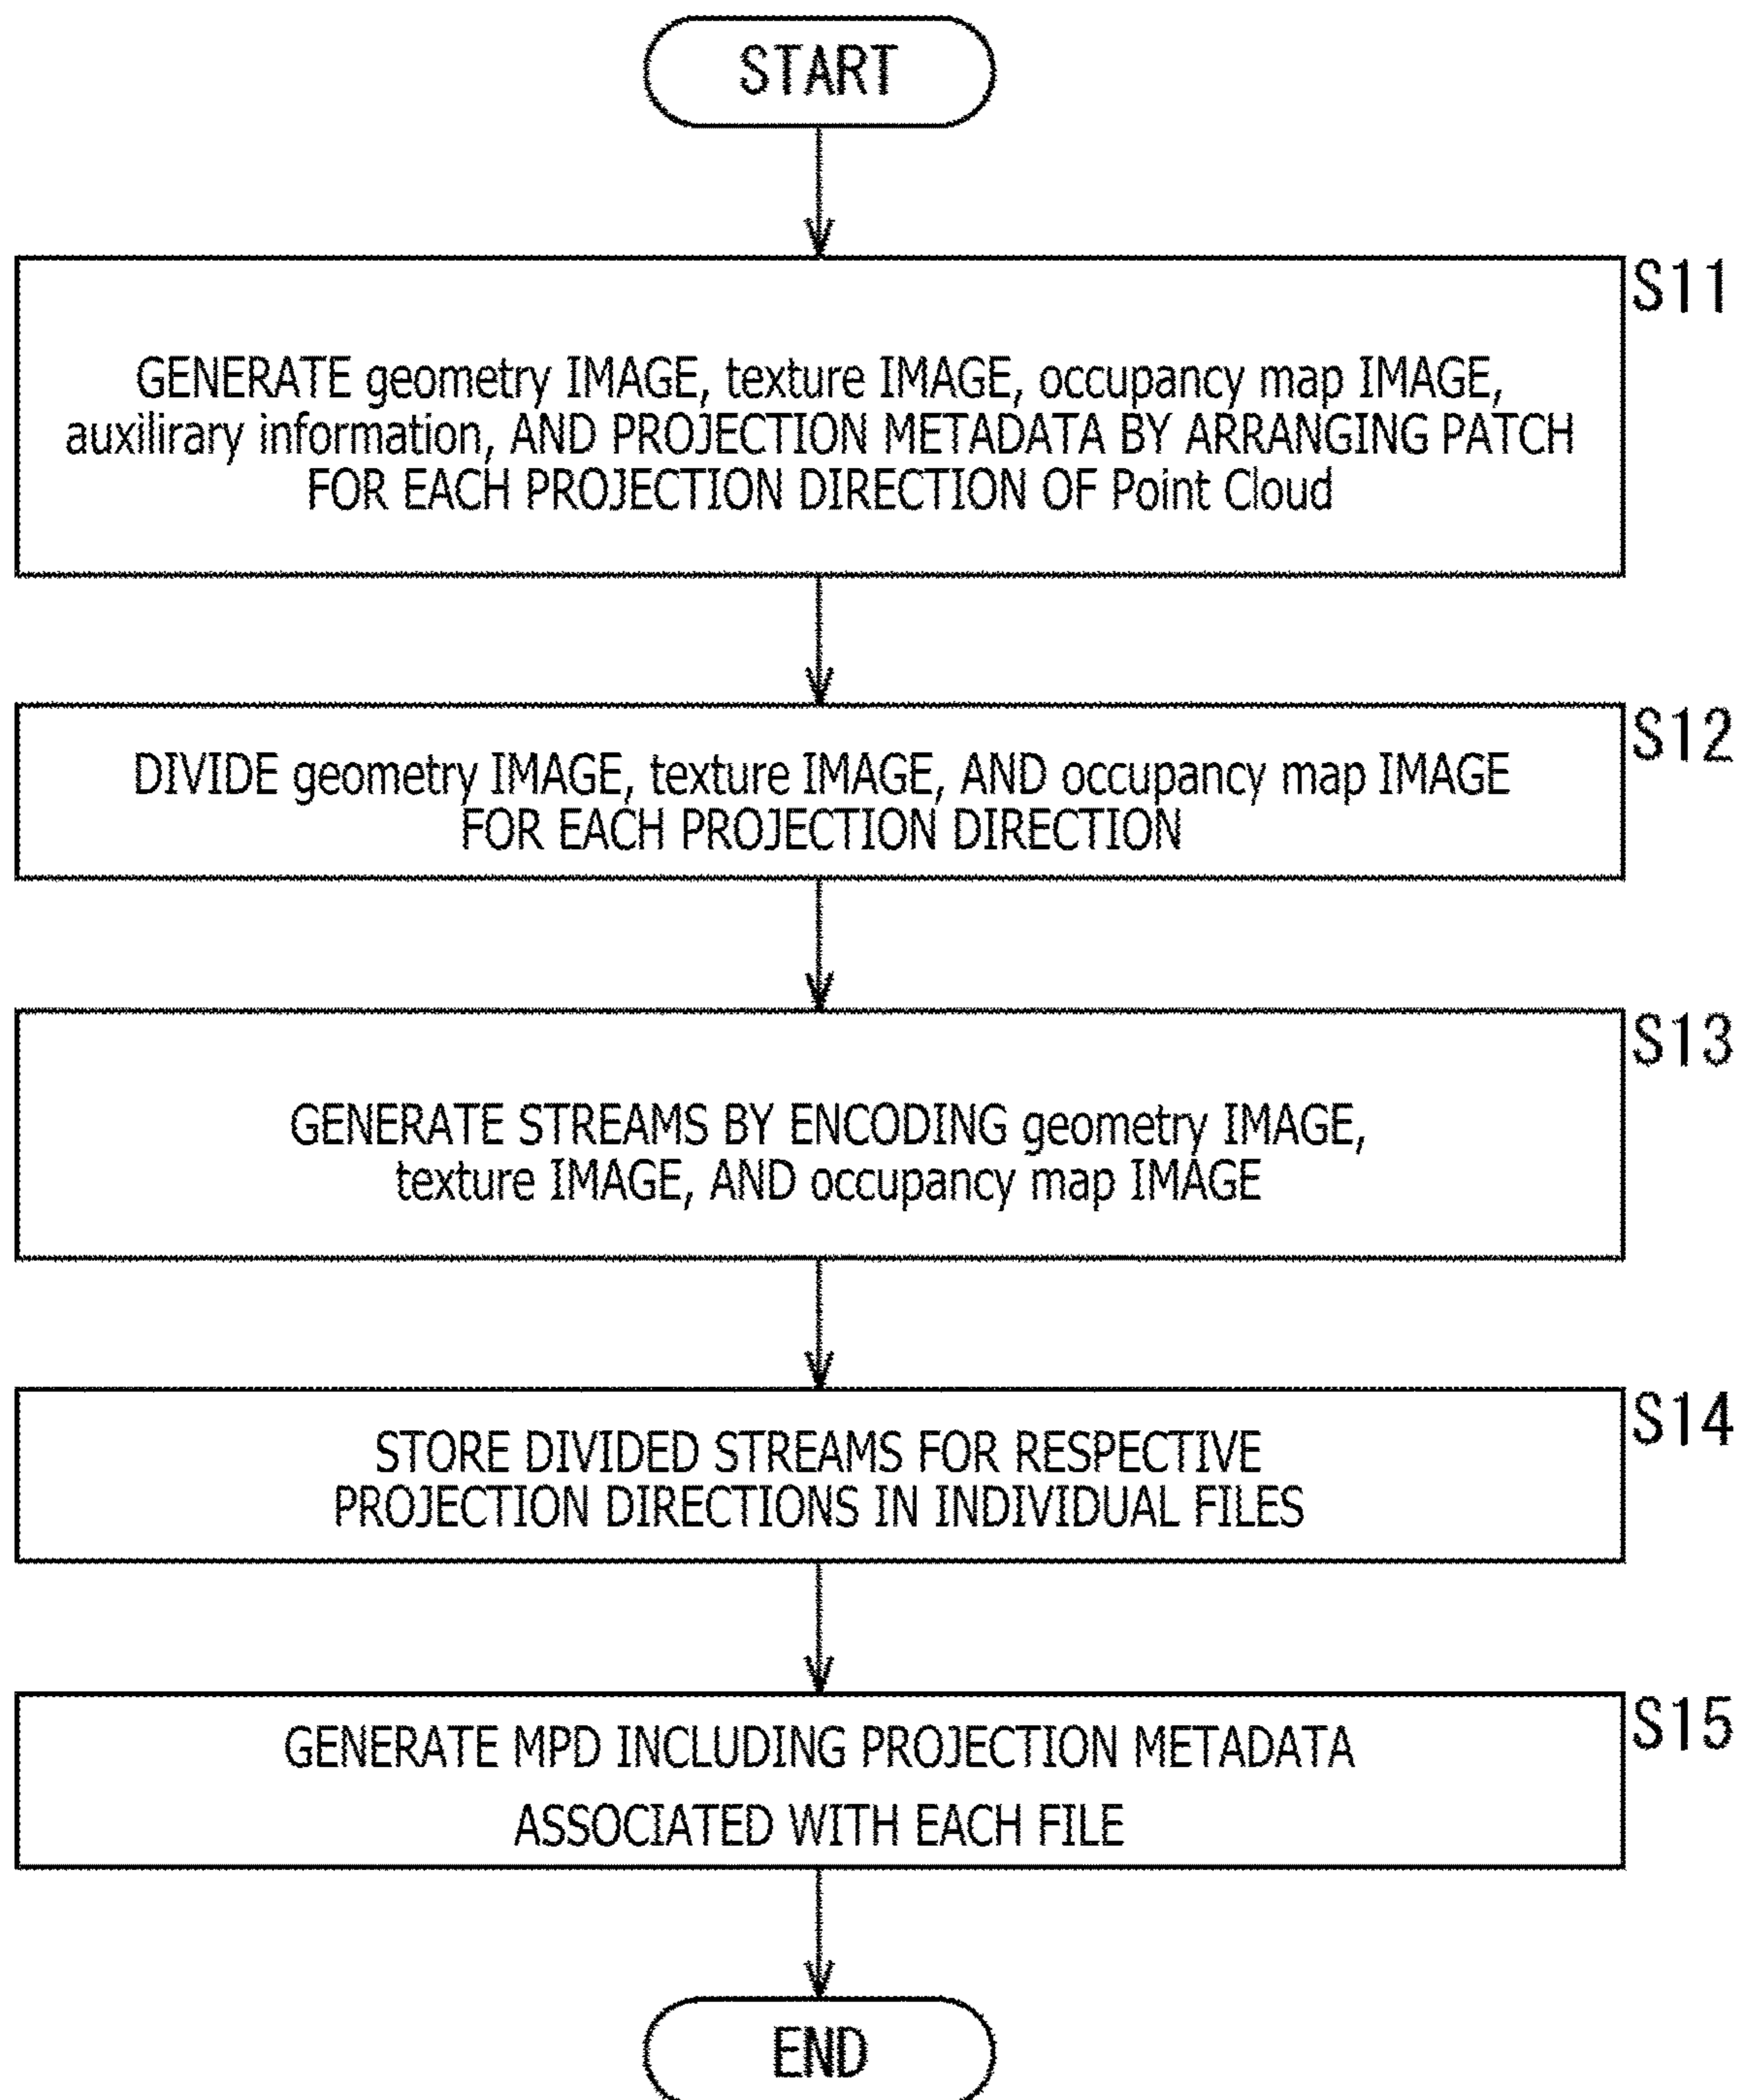 START
S11
GENERATE geometry IMAGE, texture IMAGE, occupancy map IMAGE,
auxilirary information, AND PROJECTION METADATA BY ARRANGING PATCH
FOR EACH PROJECTION DIRECTION OF Point Cloud
S12
DIVIDE geometry IMAGE, texture IMAGE, AND occupancy map IMAGE
FOR EACH PROJECTION DIRECTION
S13
GENERATE STREAMS BY ENCODING geometry IMAGE,
texture IMAGE, AND occupancy map IMAGE
S14
STORE DIVIDED STREAMS FOR RESPECTIVE
PROJECTION DIRECTIONS IN INDIVIDUAL FILES
S15
GENERATE MPD INCLUDING PROJECTION METADATA
ASSOCIATED WITH EACH FILE
END